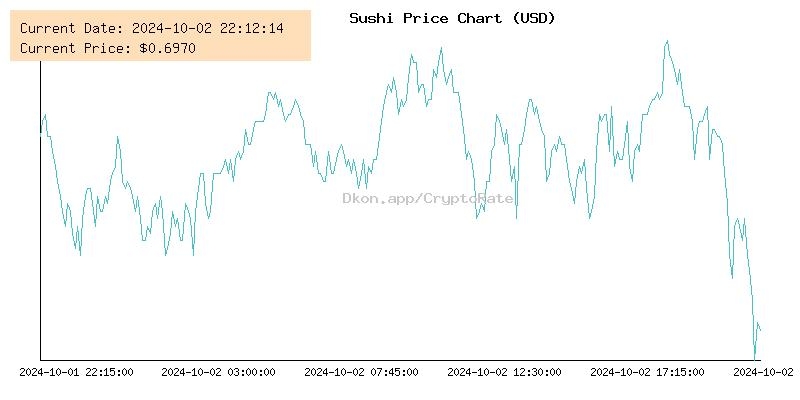 Sushi Price Chart (USD)
Current Date: 2024-10-02 22:12:14
Current Price: $0.6970
Dkon.app/CryptoRate
2024-10-01 22:15:00 2024-10-02 03:00:00 2024-10-02 07:45:00 2024-10-02 12:30:00 2024-10-02 17:15:00 2024-10-02